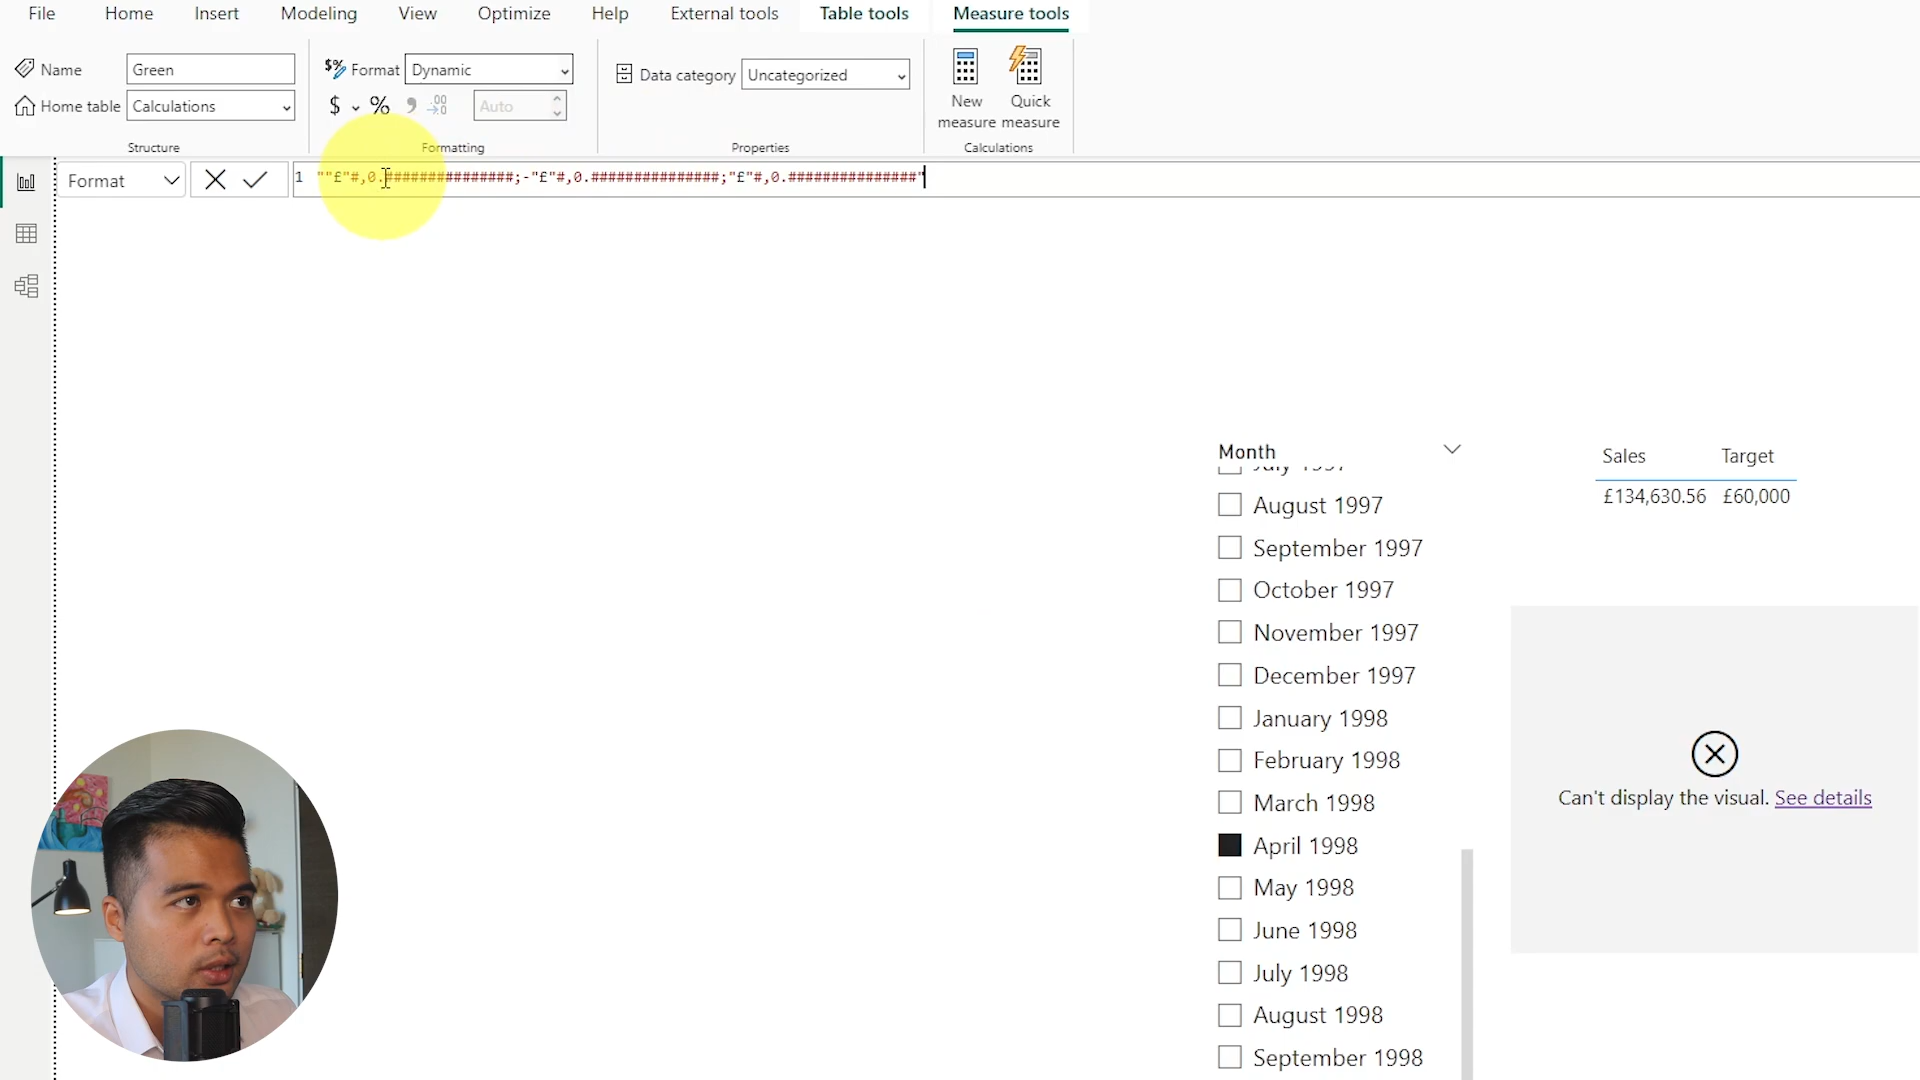 File Home Insert Modeling View Optimize Help External tools Table tools Measure tools
Name Green
Home table Calculations
Structure
Format Dynamic
$ % Auto
Formatting
Data category Uncategorized
Properties
New measure
Quick measure
Calculations
Format
1 ""£"#,0.###############;-"£"#,0.###############;"£"#,0.###############"
Month
July 1997
August 1997
September 1997
October 1997
November 1997
December 1997
January 1998
February 1998
March 1998
April 1998
May 1998
June 1998
July 1998
August 1998
September 1998
Sales Target
£134,630.56 £60,000
Can't display the visual. See details